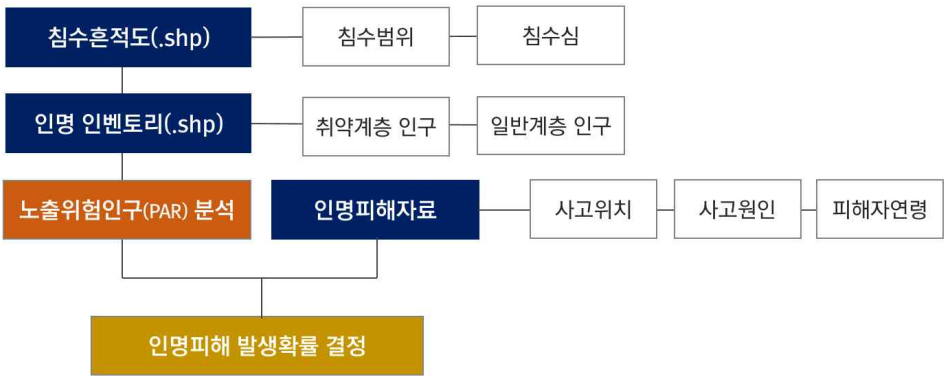 침수흔적도(.shp)
침수범위
침수심
인명 인벤토리(.shp)
취약계층 인구
일반계층 인구
노출위험인구(PAR) 분석
인명피해자료
사고위치
사고원인
피해자연령
인명피해 발생확률 결정